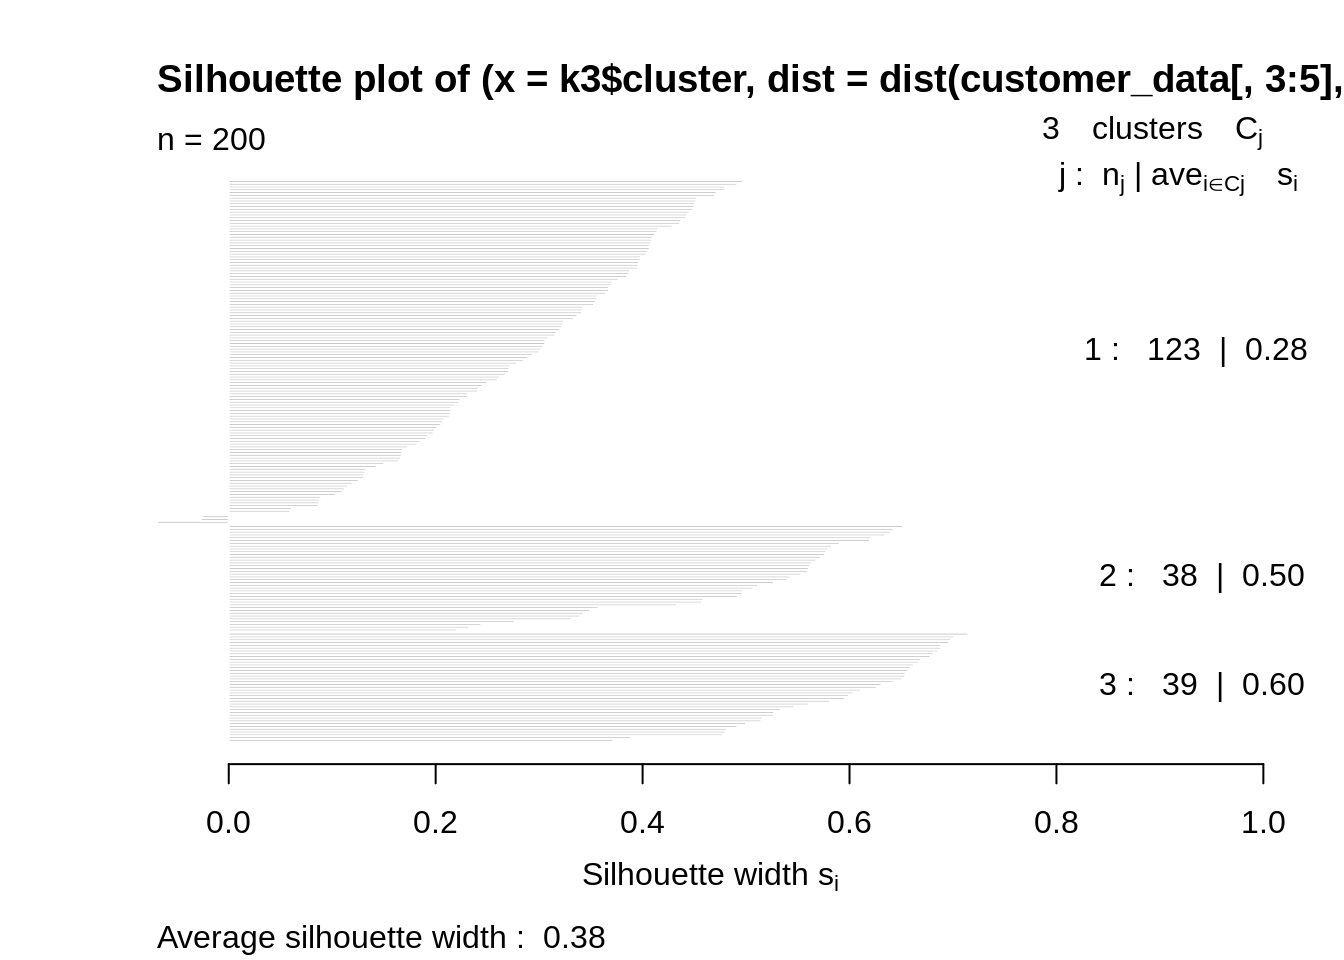 Silhouette plot of (x = k3$cluster, dist = dist(customer_data[, 3:5],
n = 200
3 clusters Cj
j : nj | avei∈Cj si
1 : 123 | 0.28
2 : 38 | 0.50
3 : 39 | 0.60
0.0 0.2 0.4 0.6 0.8 1.0
Silhouette width si
Average silhouette width : 0.38